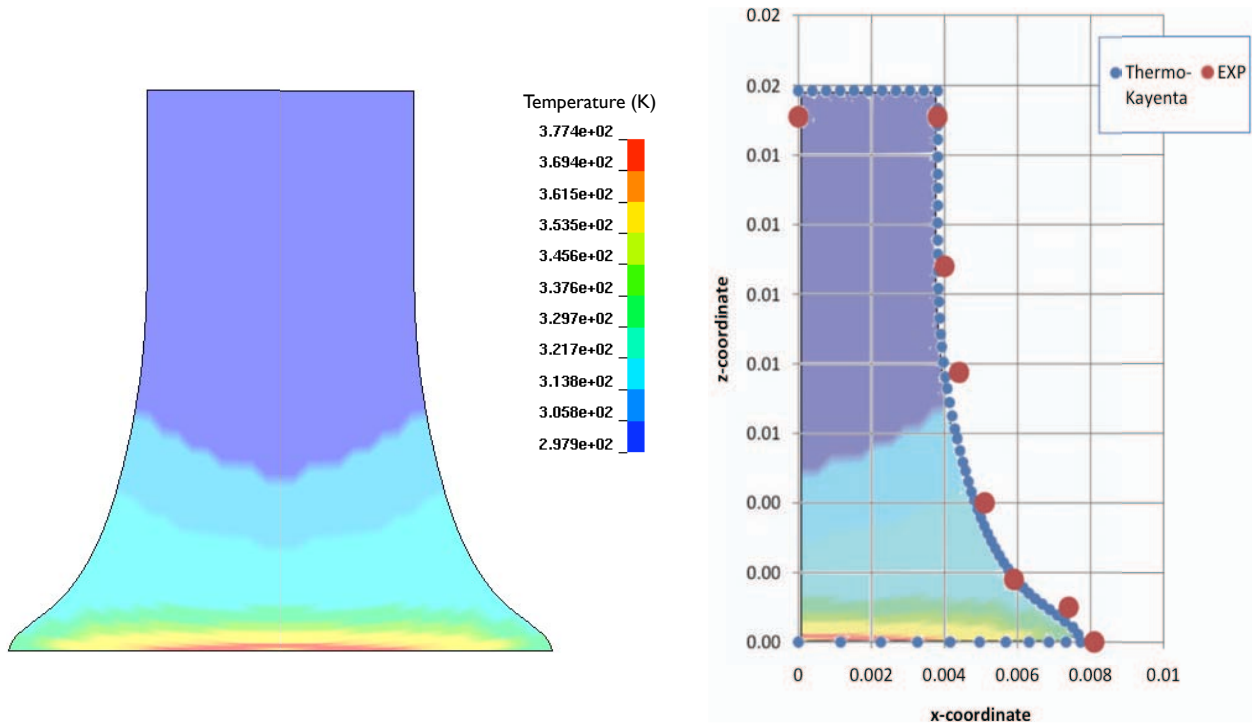 Temperature (K)
3.774e+02
3.694e+02
3.615e+02
3.535e+02
3.456e+02
3.376e+02
3.297e+02
3.217e+02
3.138e+02
3.058e+02
2.979e+02
0.02
0.02
0.01
0.01
0.01
0.01
0.01
0.00
0.00
0.00
z-coordinate
0
0.002
0.004
0.006
0.008
0.01
x-coordinate
Thermo-
Kayenta
EXP